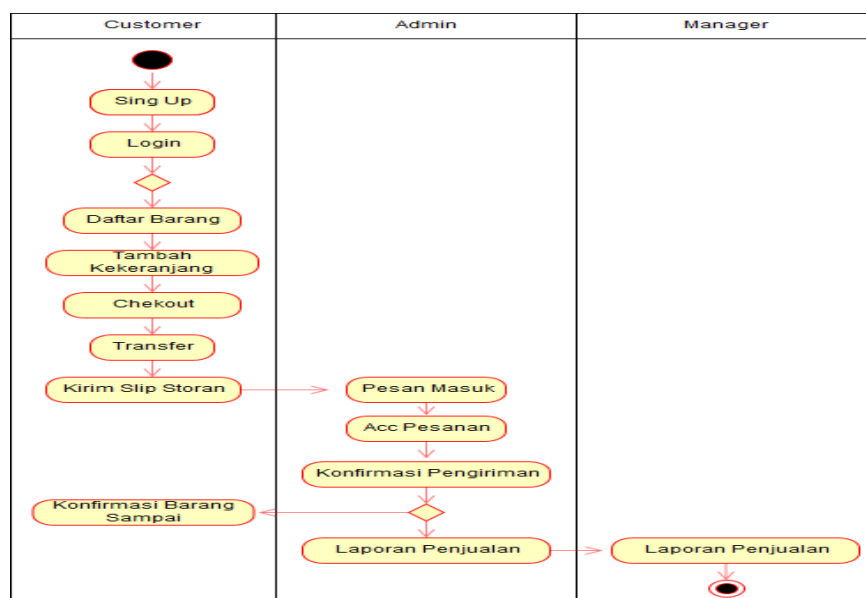 Customer
Admin
Manager
Sing Up
Login
Daftar Barang
Tambah
Kekeranjang
Chekout
Transfer
Kirim Slip Storan
Pesan Masuk
Acc Pesanan
Konfirmasi Pengiriman
Konfirmasi Barang
Sampai
Laporan Penjualan
Laporan Penjualan